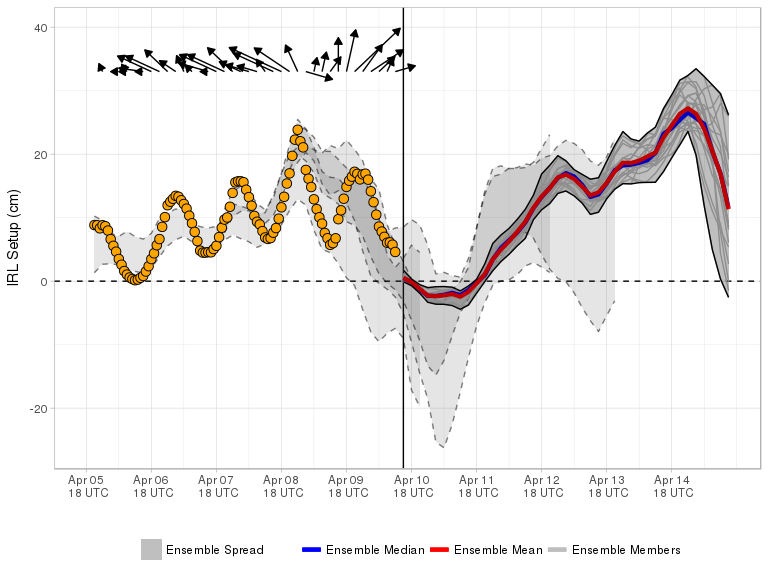 40
20
0
-20
IRL Setup (cm)
Apr 05 Apr 06 Apr 07 Apr 08 Apr 09 Apr 10 Apr 11 Apr 12 Apr 13 Apr 14
18 UTC 18 UTC 18 UTC 18 UTC 18 UTC 18 UTC 18 UTC 18 UTC 18 UTC 18 UTC
Ensemble Spread Ensemble Median Ensemble Mean Ensemble Members